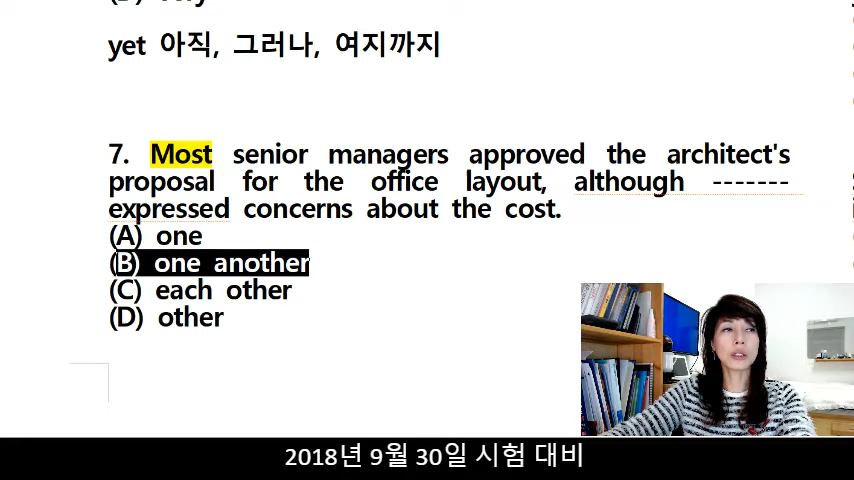 yet 아직, 그러나, 여지까지
7. Most senior managers approved the architect's
proposal for the office layout, although -------
expressed concerns about the cost.
(A) one
(B) one another
(C) each other
(D) other
2018년 9월 30일 시험 대비